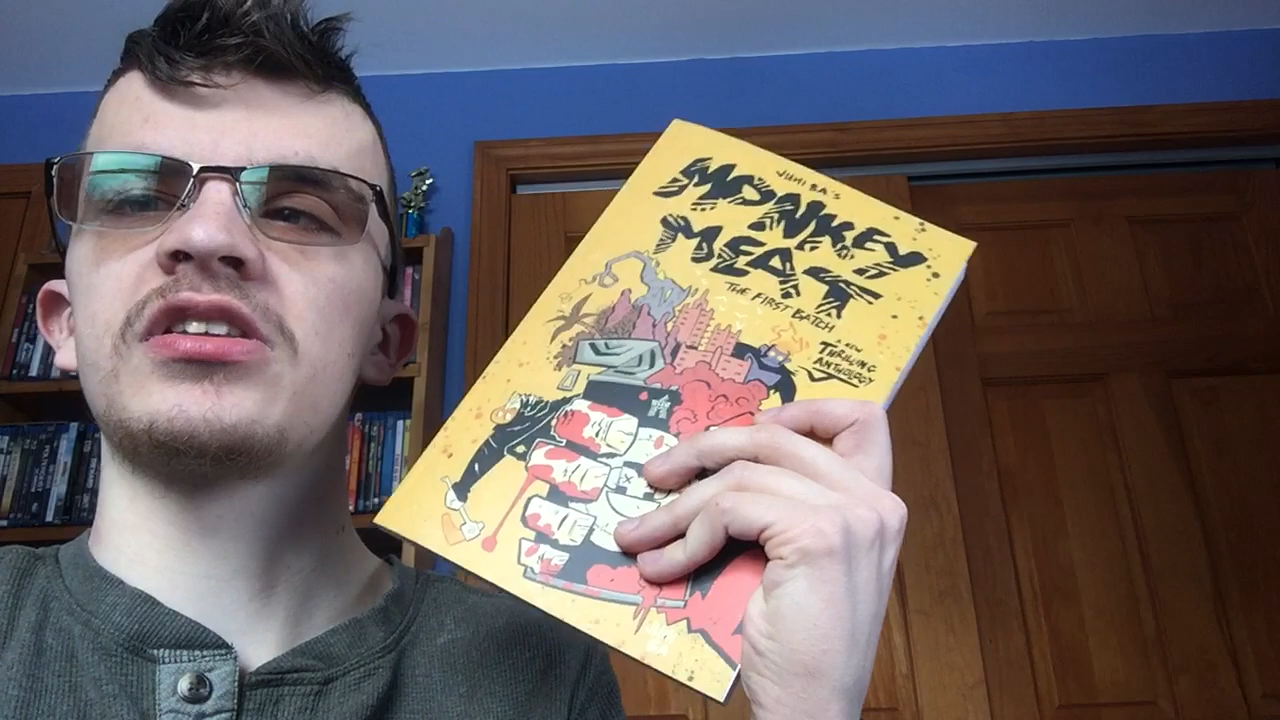 JUNI BA'S
MONKEY
MEAT
THE FIRST BATCH
A NEW
THRILLING
ANTHOLOGY